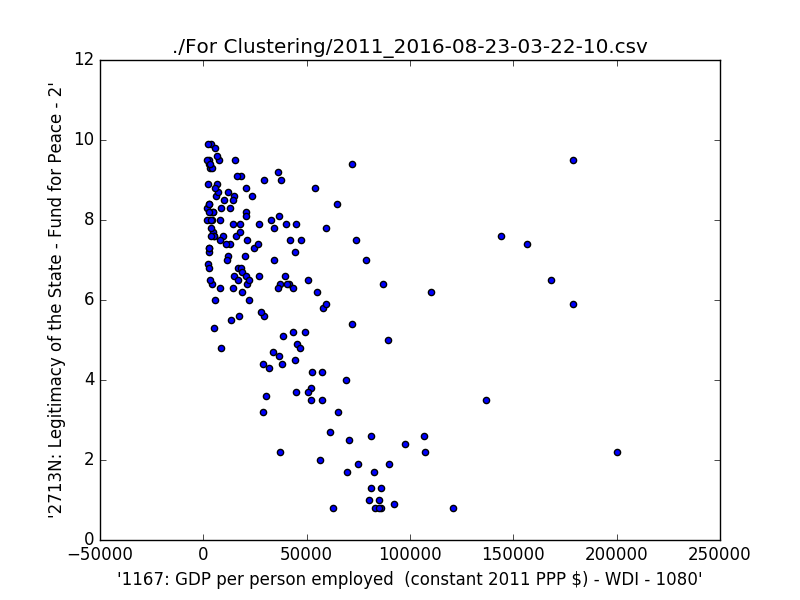 ./For Clustering/2011_2016-08-23-03-22-10.csv
'2713N: Legitimacy of the State - Fund for Peace - 2'
12
10
8
6
4
2
0
−50000 0 50000 100000 150000 200000 250000
'1167: GDP per person employed  (constant 2011 PPP $) - WDI - 1080'